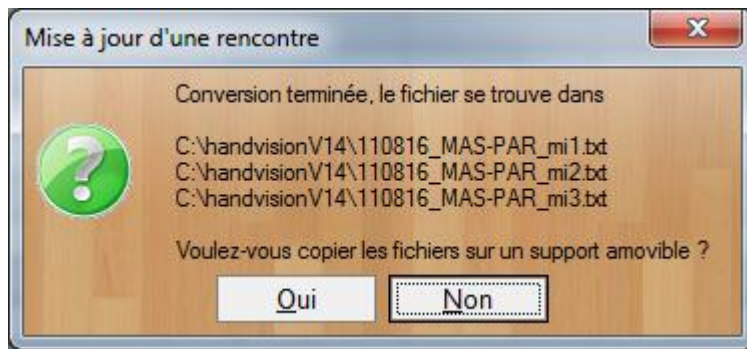 Mise à jour d'une rencontre
Conversion terminée, le fichier se trouve dans
C:\handvisionV14\110816_MAS-PAR_mi1.txt
C:\handvisionV14\110816_MAS-PAR_mi2.txt
C:\handvisionV14\110816_MAS-PAR_mi3.txt
Voulez-vous copier les fichiers sur un support amovible ?
Oui Non